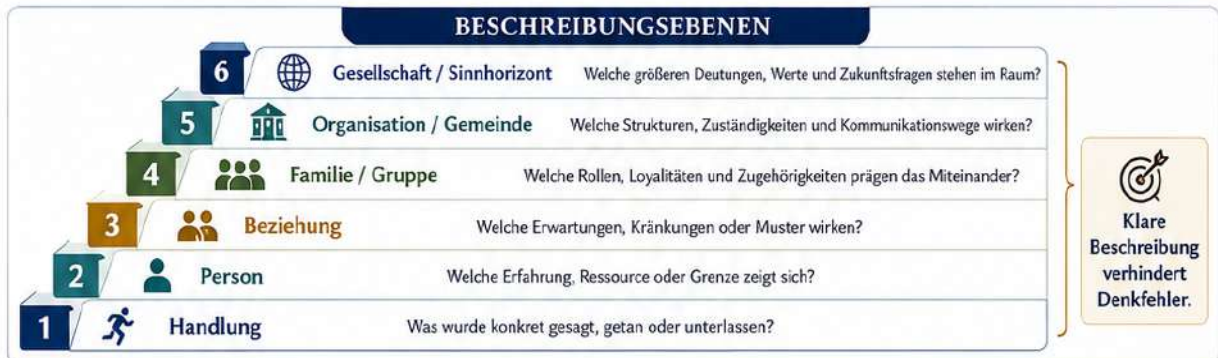 BESCHREIBUNGSEBENEN
6 Gesellschaft / Sinnhorizont Welche größeren Deutungen, Werte und Zukunftsfragen stehen im Raum?
5 Organisation / Gemeinde Welche Strukturen, Zuständigkeiten und Kommunikationswege wirken?
4 Familie / Gruppe Welche Rollen, Loyalitäten und Zugehörigkeiten prägen das Miteinander?
3 Beziehung Welche Erwartungen, Kränkungen oder Muster wirken?
2 Person Welche Erfahrung, Ressource oder Grenze zeigt sich?
1 Handlung Was wurde konkret gesagt, getan oder unterlassen?
Klare
Beschreibung
verhindert
Denkfehler.